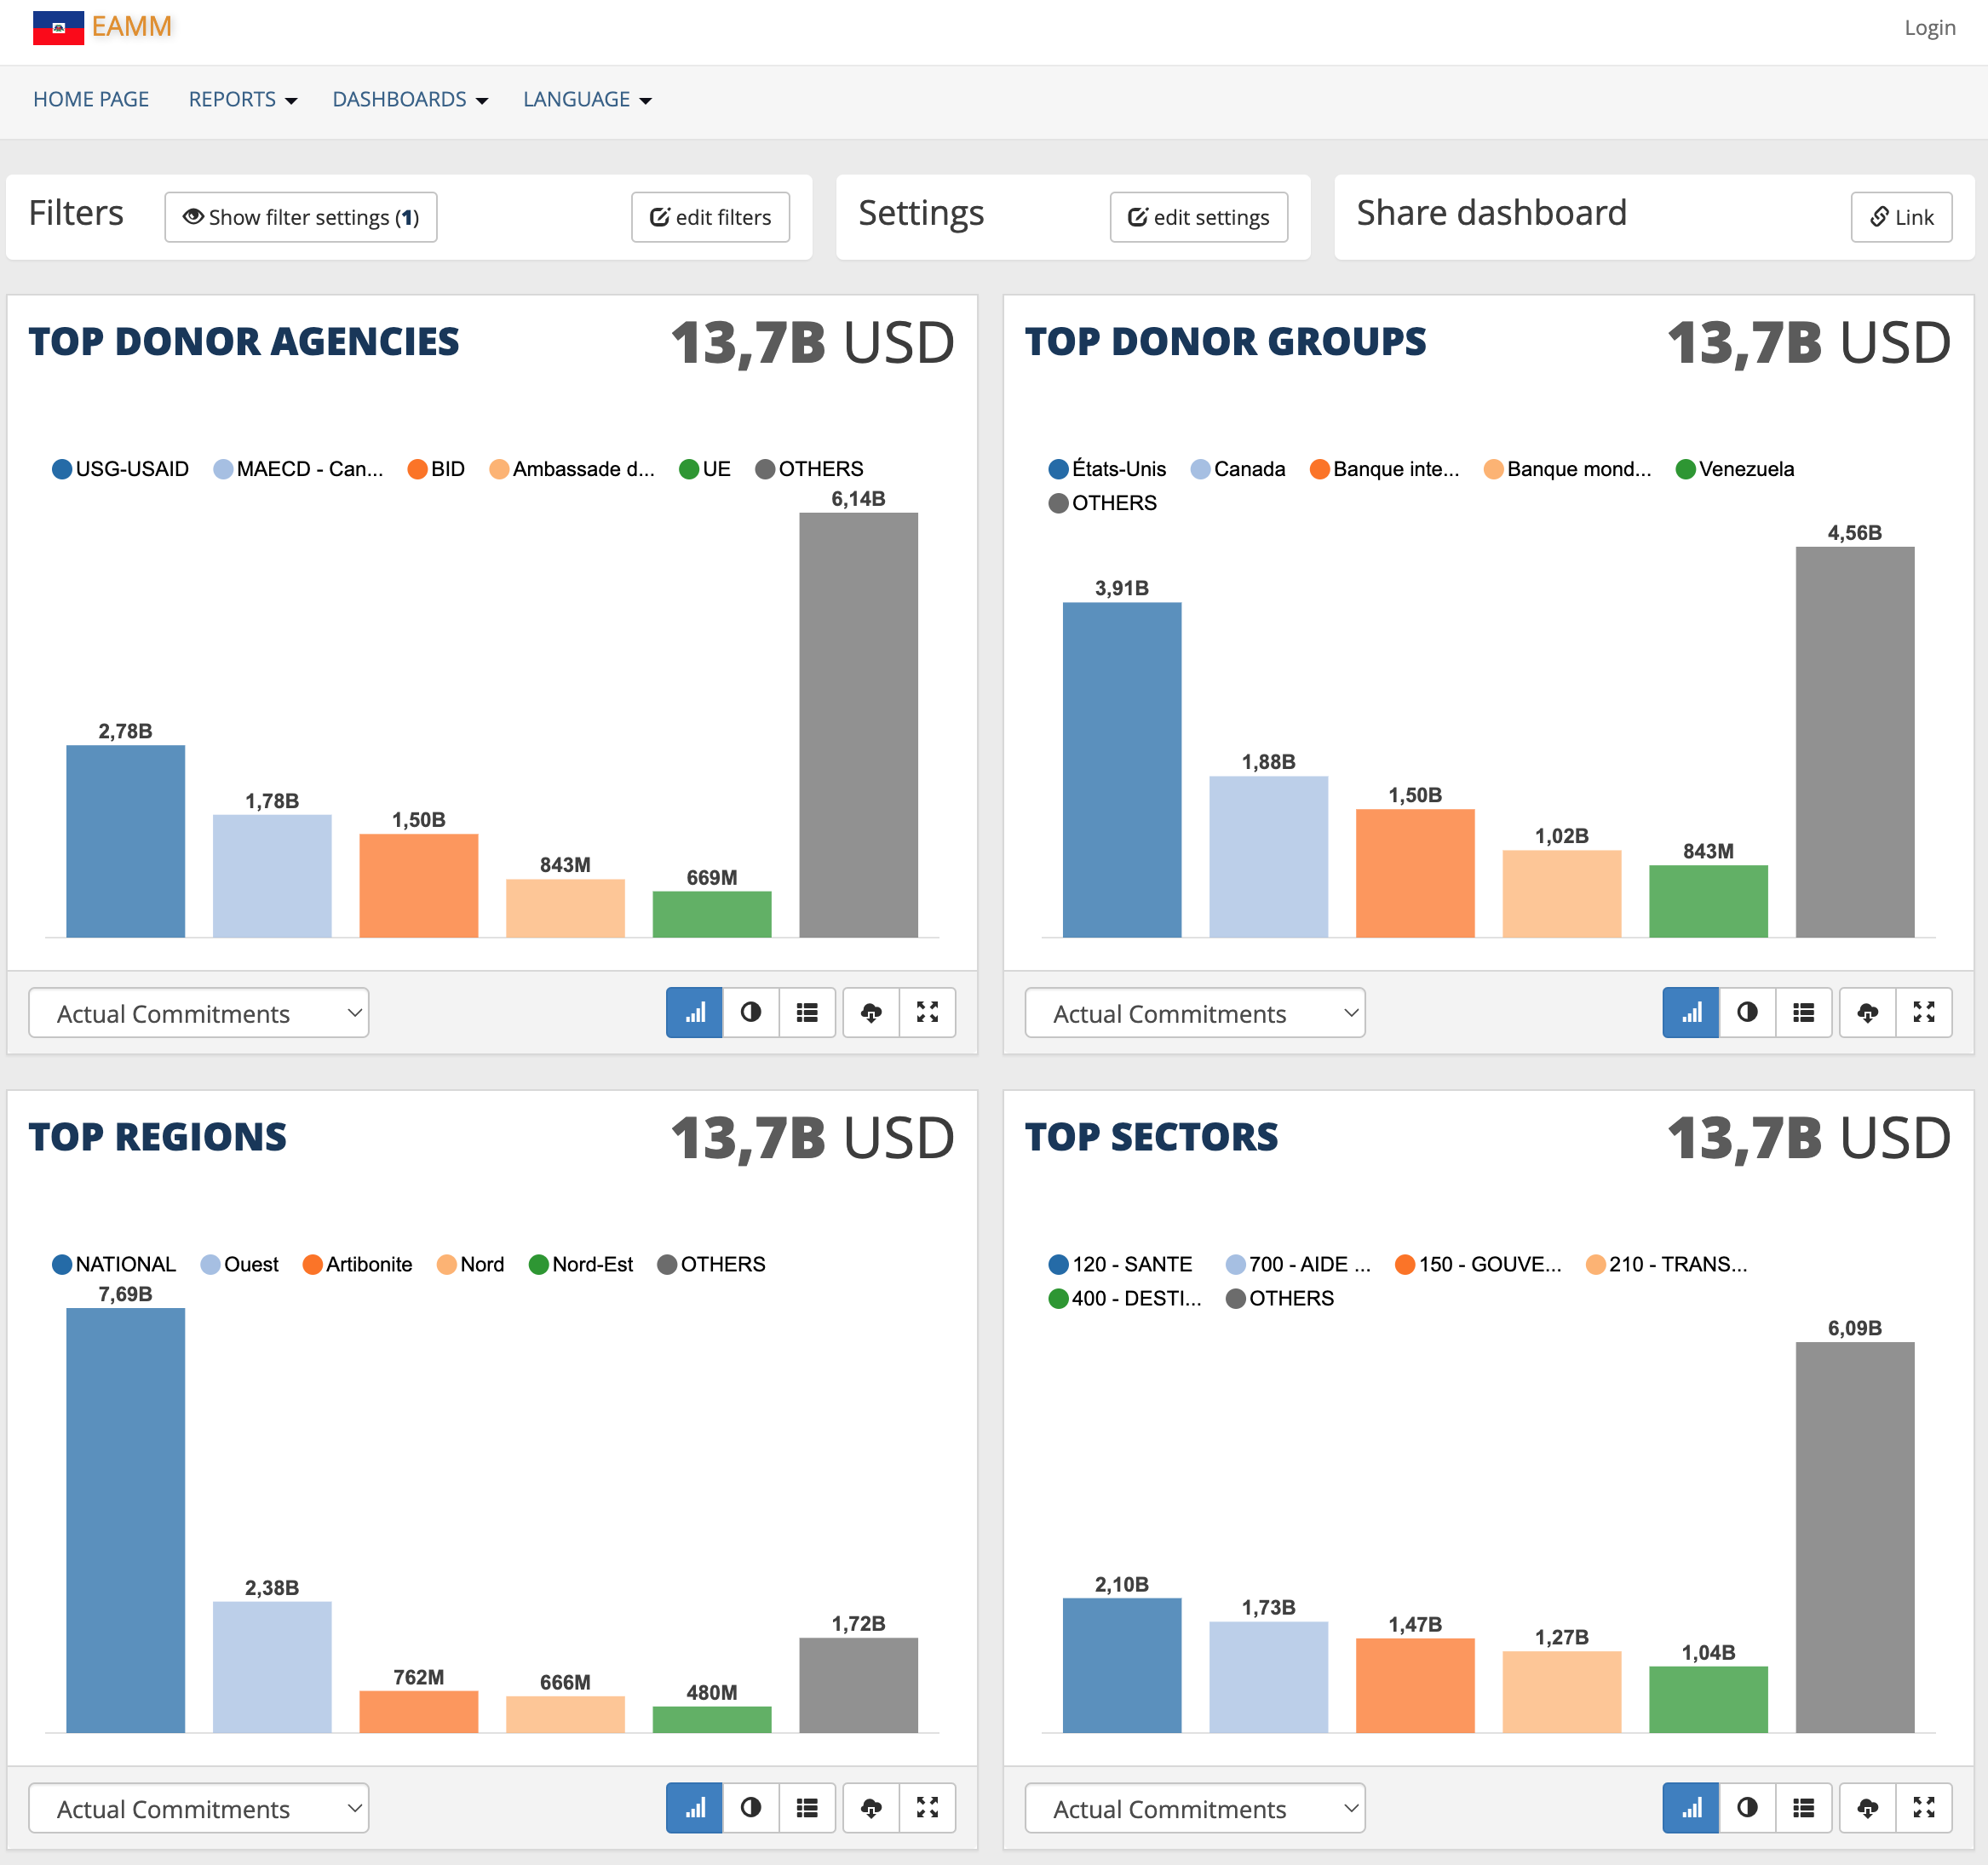 EAMM
Login
HOME PAGE REPORTS DASHBOARDS LANGUAGE
Filters
Show filter settings (1)
edit filters
Settings
edit settings
Share dashboard
Link
TOP DONOR AGENCIES
13,7B USD
USG-USAID MAECD - Can... BID Ambassade d... UE OTHERS
6,14B
2,78B
1,78B
1,50B
843M
669M
Actual Commitments
TOP DONOR GROUPS
13,7B USD
États-Unis Canada Banque inte... Banque mond... Venezuela
OTHERS
4,56B
3,91B
1,88B
1,50B
1,02B
843M
Actual Commitments
TOP REGIONS
13,7B USD
NATIONAL Ouest Artibonite Nord Nord-Est OTHERS
7,69B
2,38B
1,72B
762M
666M
480M
Actual Commitments
TOP SECTORS
13,7B USD
120 - SANTE 700 - AIDE ... 150 - GOUVE... 210 - TRANS...
400 - DESTI... OTHERS
6,09B
2,10B
1,73B
1,47B
1,27B
1,04B
Actual Commitments